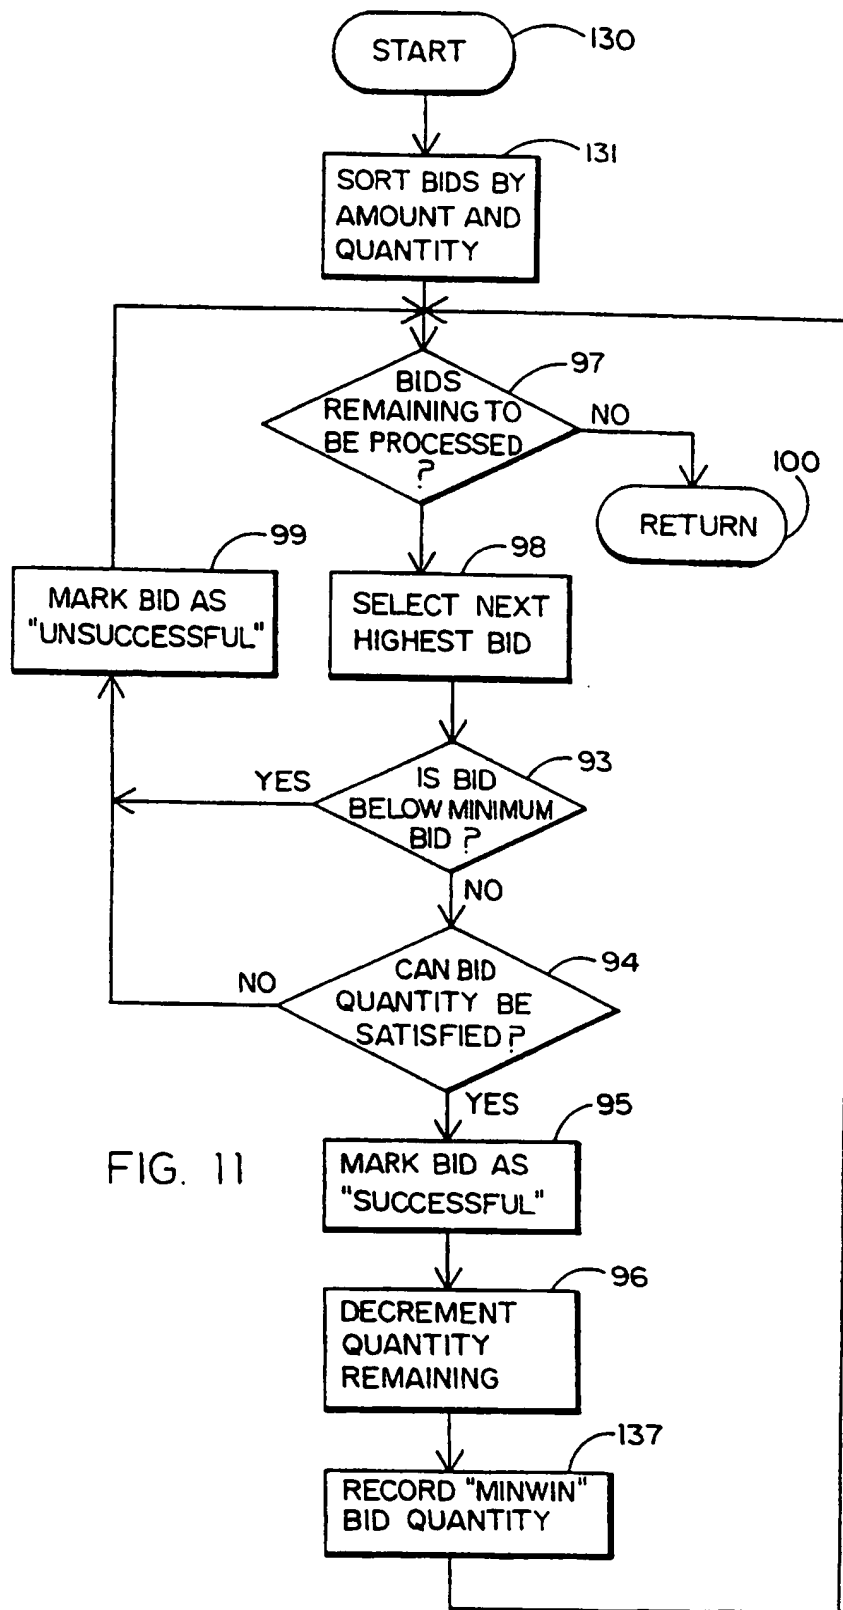 START
130
131
SORT BIDS BY
AMOUNT AND
QUANTITY
97
BIDS
REMAINING TO
BE PROCESSED
?
NO
100
RETURN
99
MARK BID AS
"UNSUCCESSFUL"
98
SELECT NEXT
HIGHEST BID
93
YES
IS BID
BELOW MINIMUM
BID ?
NO
94
NO
CAN BID
QUANTITY BE
SATISFIED ?
YES
95
FIG. 11
MARK BID AS
"SUCCESSFUL"
96
DECREMENT
QUANTITY
REMAINING
137
RECORD "MINWIN"
BID QUANTITY